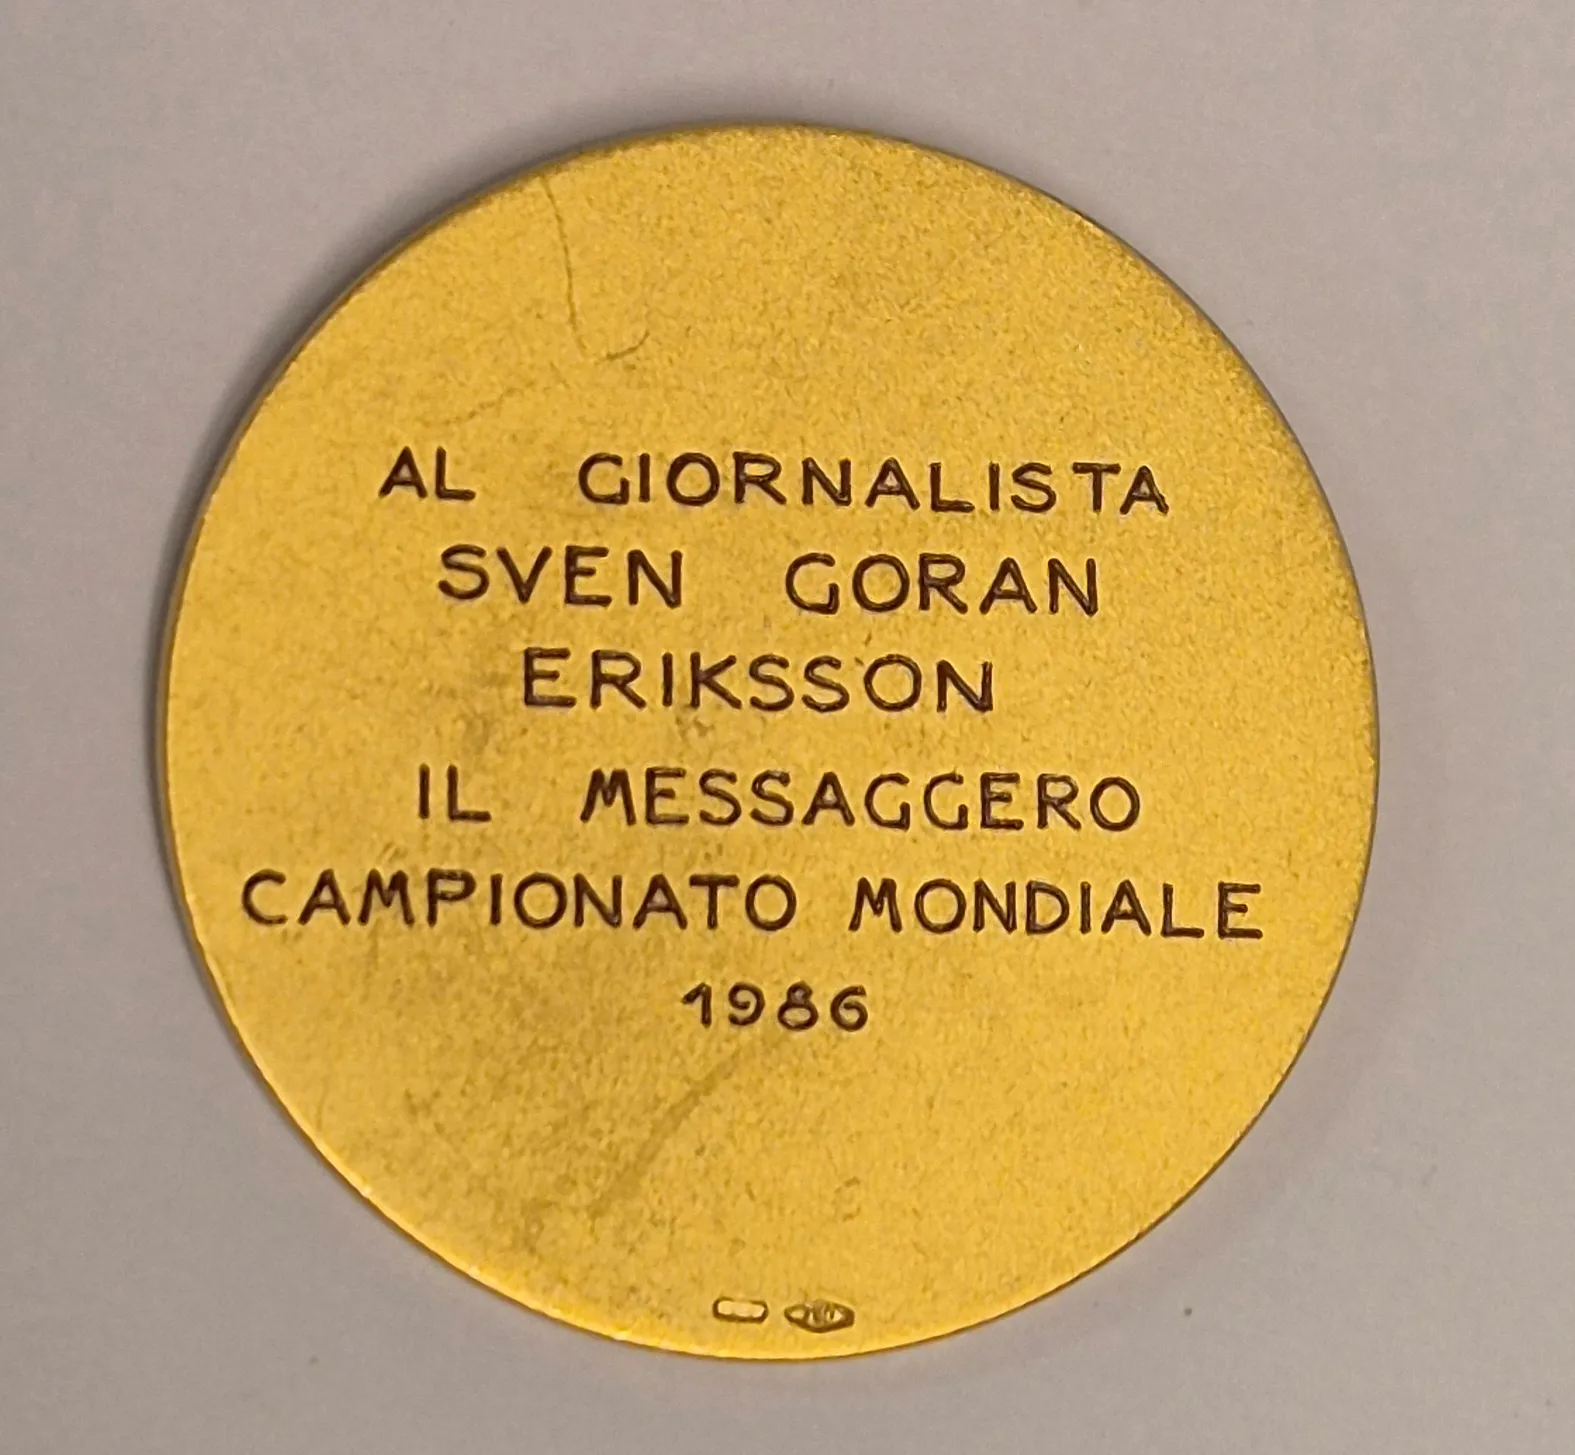 AL GIORNALISTA
SVEN GORAN
ERIKSSON
IL MESSAGGERO
CAMPIONATO MONDIALE
1986